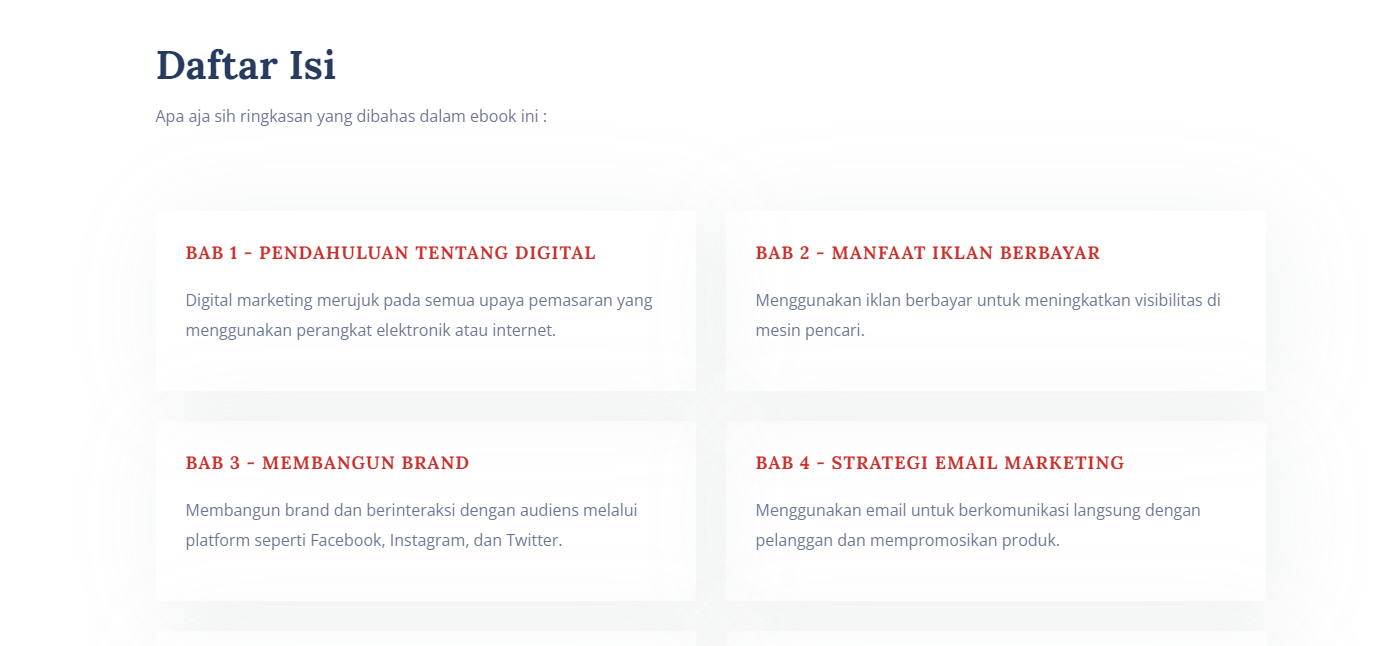 Daftar Isi
Apa aja sih ringkasan yang dibahas dalam ebook ini :
BAB 1 - PENDAHULUAN TENTANG DIGITAL
Digital marketing merujuk pada semua upaya pemasaran yang
menggunakan perangkat elektronik atau internet.
BAB 2 - MANFAAT IKLAN BERBAYAR
Menggunakan iklan berbayar untuk meningkatkan visibilitas di
mesin pencari.
BAB 3 - MEMBANGUN BRAND
Membangun brand dan berinteraksi dengan audiens melalui
platform seperti Facebook, Instagram, dan Twitter.
BAB 4 - STRATEGI EMAIL MARKETING
Menggunakan email untuk berkomunikasi langsung dengan
pelanggan dan mempromosikan produk.